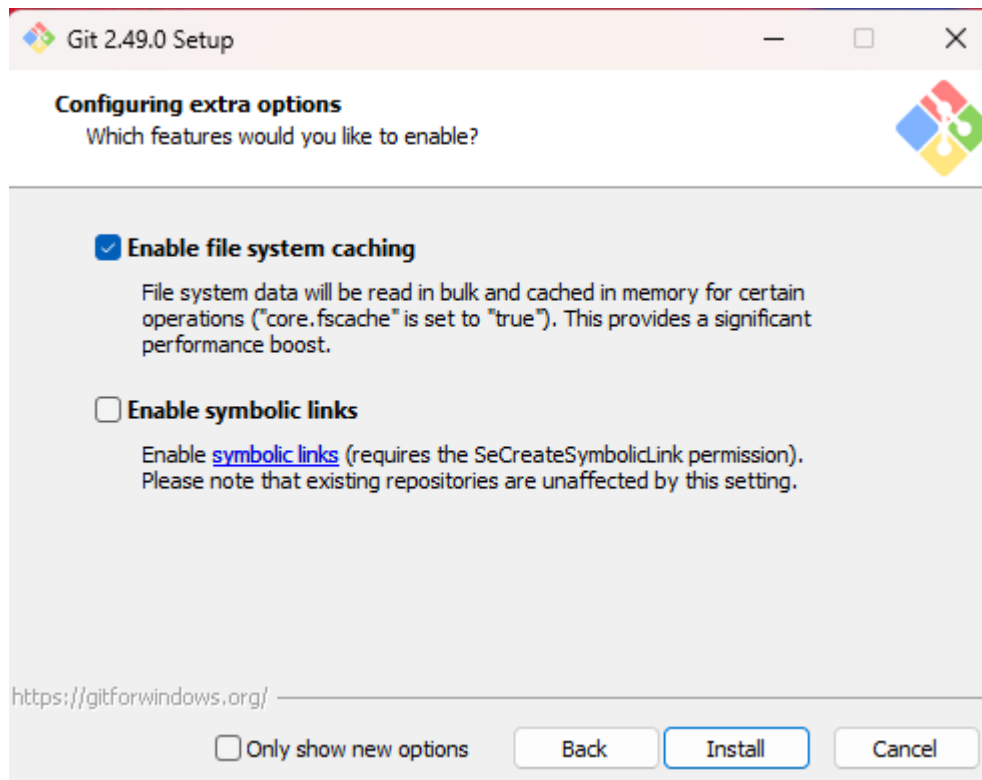 Git 2.49.0 Setup
Configuring extra options
Which features would you like to enable?
Enable file system caching
File system data will be read in bulk and cached in memory for certain
operations ("core.fscache" is set to "true"). This provides a significant
performance boost.
Enable symbolic links
Enable symbolic links (requires the SeCreateSymbolicLink permission).
Please note that existing repositories are unaffected by this setting.
https://gitforwindows.org/
Only show new options Back Install Cancel